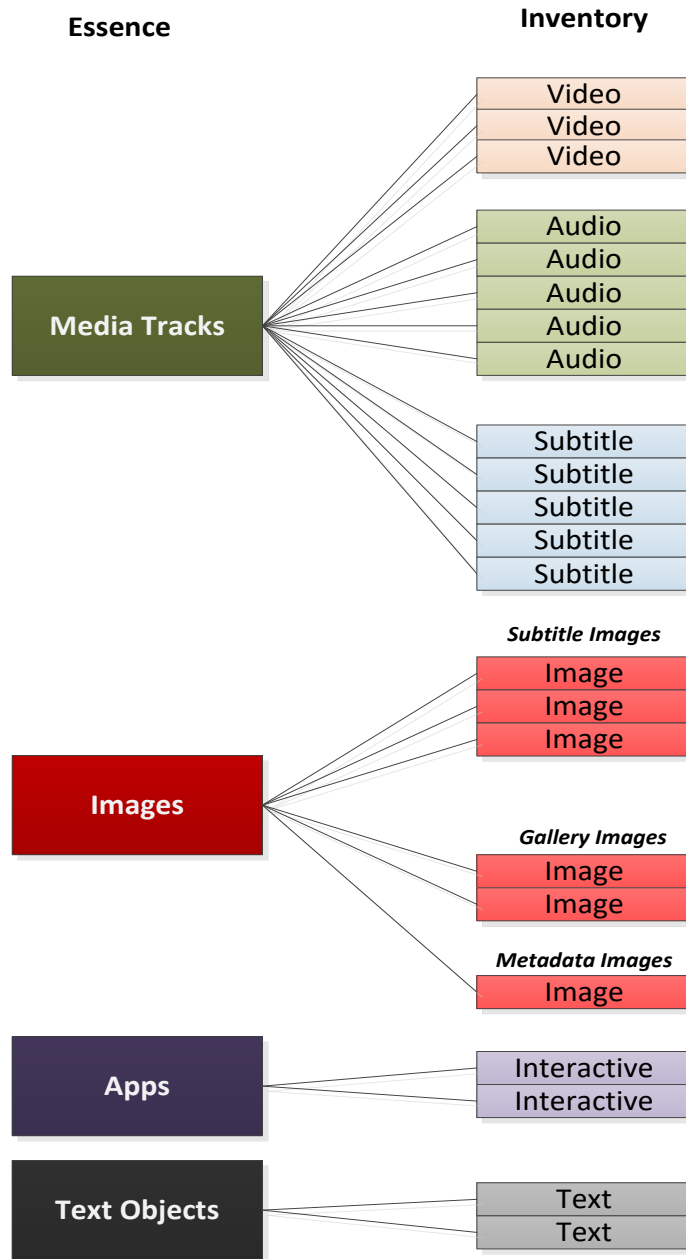 Essence
Inventory
Video
Video
Video
Audio
Audio
Media Tracks
Audio
Audio
Audio
Subtitle
Subtitle
Subtitle
Subtitle
Subtitle
Subtitle Images
Image
Image
Image
Images
Gallery Images
Image
Image
Metadata Images
Image
Apps
Interactive
Interactive
Text Objects
Text
Text